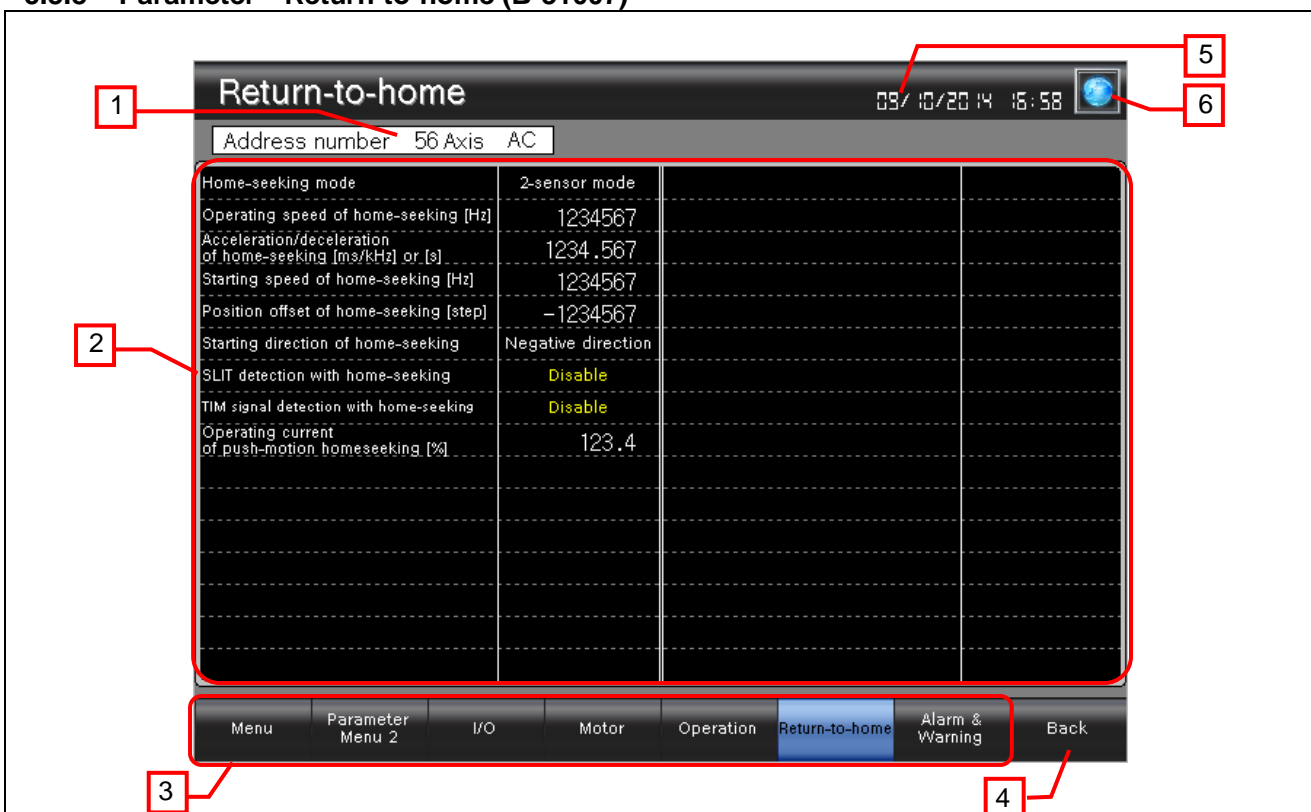 Parameter – Return-to-home (B-31007)
5
Return-to-home
09/10/2014 16:58
1
6
Address number 56 Axis AC
Home-seeking mode 2-sensor mode
Operating speed of home-seeking [Hz] 1234567
Acceleration/deceleration
of home-seeking [ms/kHz] or [s] 1234.567
Starting speed of home-seeking [Hz] 1234567
Position offset of home-seeking [step] -1234567
2
Starting direction of home-seeking Negative direction
SLIT detection with home-seeking Disable
TIM signal detection with home-seeking Disable
Operating current
of push-motion homeseeking [%] 123.4
Menu Parameter Menu 2 I/O Motor Operation Return-to-home Alarm & Warning Back
3
4